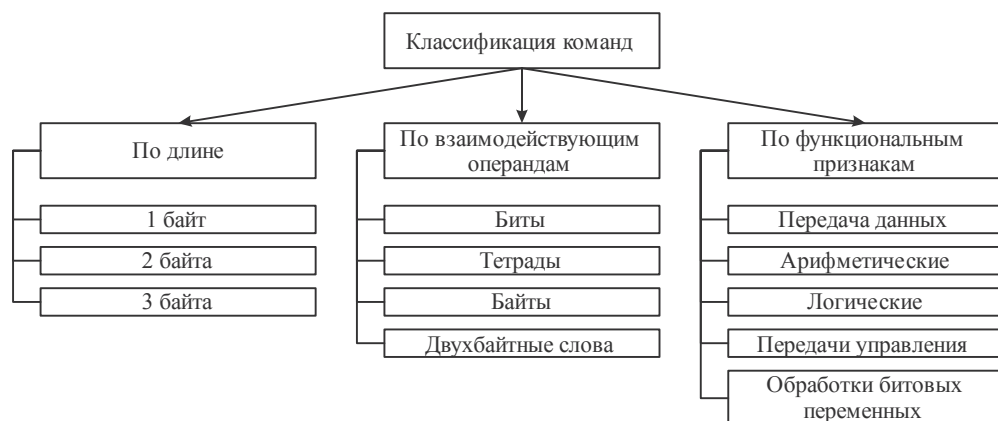 Классификация команд
По длине
1 байт
2 байта
3 байта
По взаимодействующим
операндам
Биты
Тетрады
Байты
Двухбайтные слова
По функциональным
признакам
Передача данных
Арифметические
Логические
Передачи управления
Обработки битовых
переменных